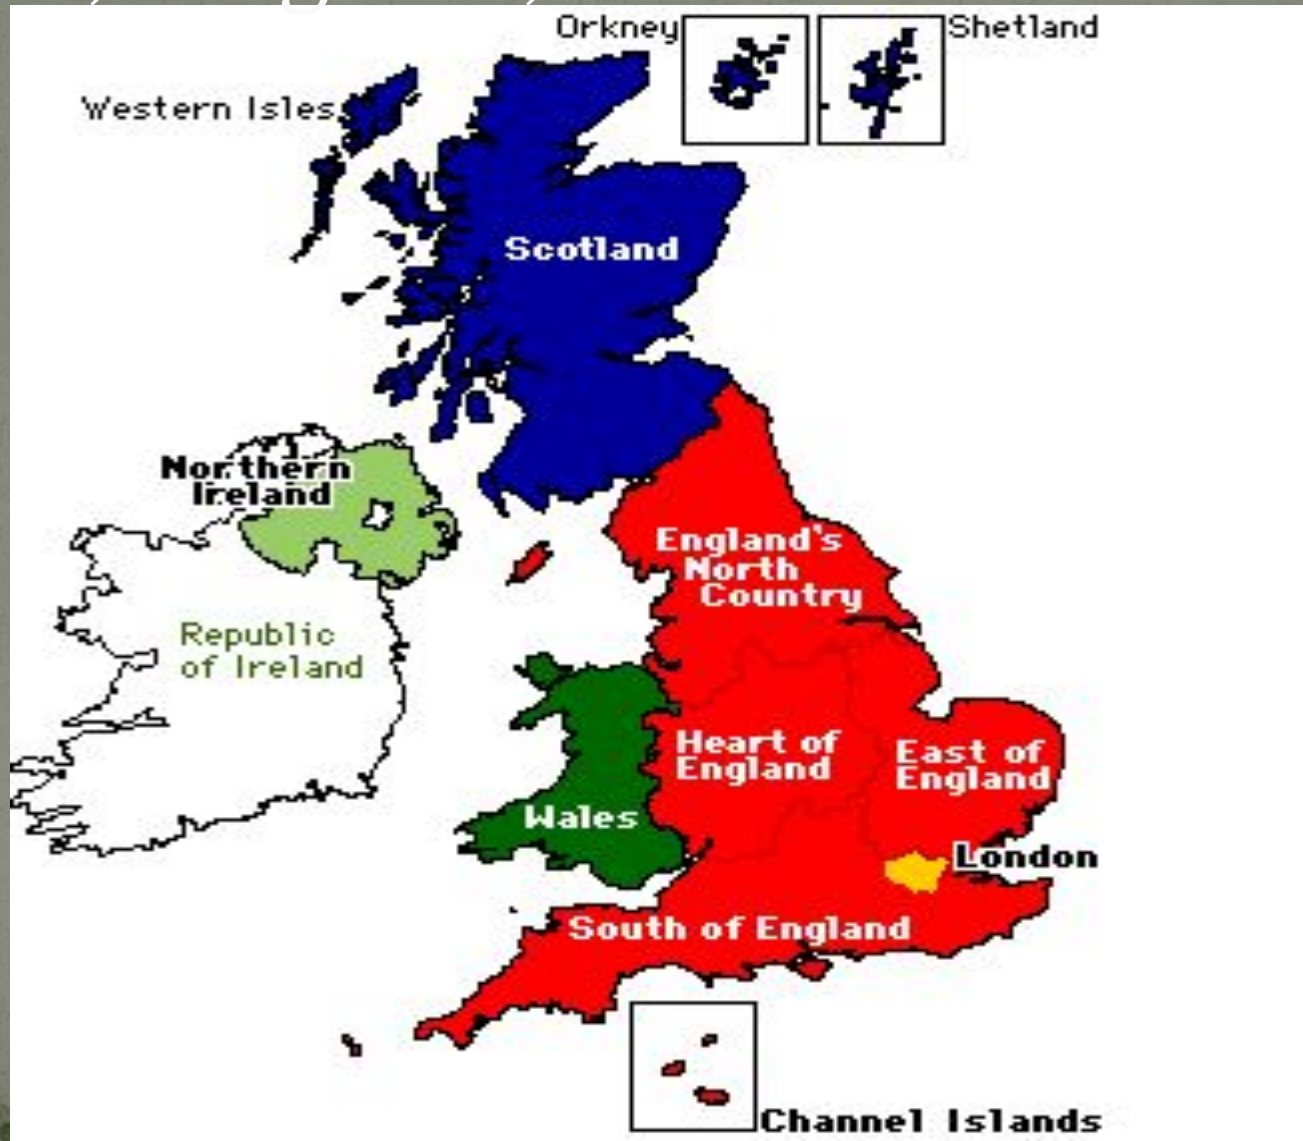 Orkney
Shetland
Western Isles
Scotland
Northern
Ireland
England's
North
Country
Republic
of Ireland
Heart of
England
East of
England
Wales
London
South of England
Channel Islands